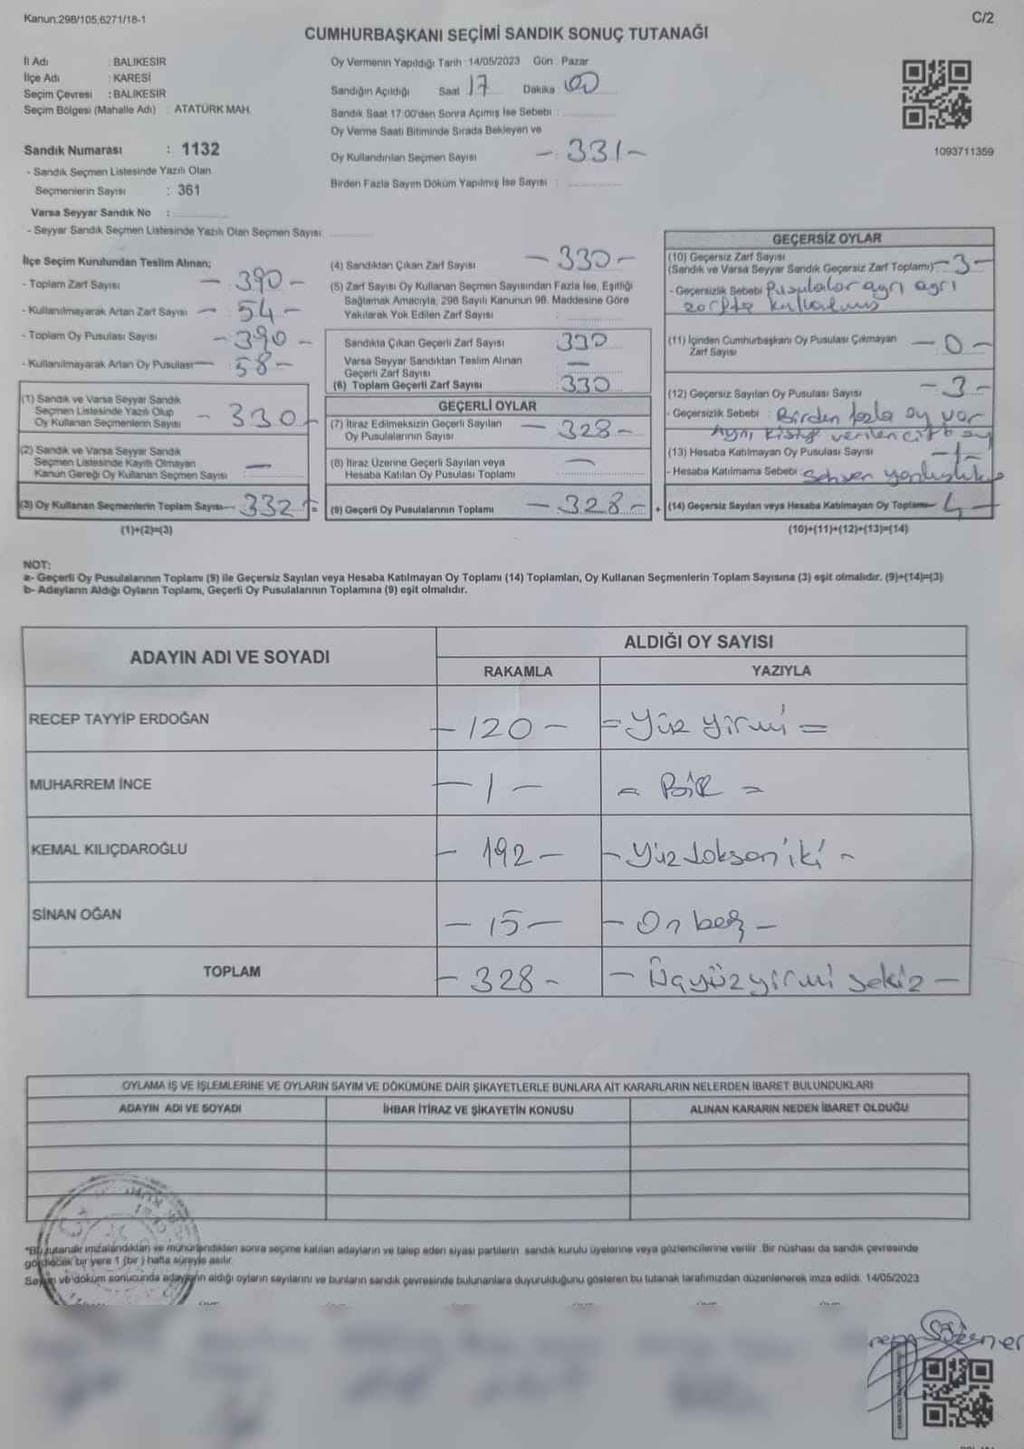 Kanun:298/105,6271/18-1
C/2
CUMHURBAŞKANI SEÇİMİ SANDIK SONUÇ TUTANAĞI
İl Adı : BALIKESİR
İlçe Adı : KARESİ
Seçim Çevresi : BALIKESİR
Seçim Bölgesi (Mahalle Adı) : ATATÜRK MAH.
Sandık Numarası : 1132
- Sandık Seçmen Listesinde Yazılı Olan
Seçmenlerin Sayısı : 361
Varsa Seyyar Sandık No :
- Seyyar Sandık Seçmen Listesinde Yazılı Olan Seçmen Sayısı:
Oy Vermenin Yapıldığı Tarih : 14/05/2023 Gün : Pazar
Sandığın Açıldığı Saat 17 Dakika 00
Sandık Saat 17:00'den Sonra Açılmış İse Sebebi :
Oy Verme Saati Bitiminde Sırada Bekleyen ve
Oy Kullandırılan Seçmen Sayısı - 331 -
Birden Fazla Sayım Döküm Yapılmış İse Sayısı :
1093711359
İlçe Seçim Kurulundan Teslim Alınan;
- Toplam Zarf Sayısı - 390 -
- Kullanılmayarak Artan Zarf Sayısı - 54 -
- Toplam Oy Pusulası Sayısı - 390 -
- Kullanılmayarak Artan Oy Pusulası - 58 -
(1) Sandık ve Varsa Seyyar Sandık
Seçmen Listesinde Yazılı Olup
Oy Kullanan Seçmenlerin Sayısı - 330 -
(2) Sandık ve Varsa Seyyar Sandık
Seçmen Listesinde Kayıtlı Olmayan
Kanun Gereği Oy Kullanan Seçmen Sayısı -
(3) Oy Kullanan Seçmenlerin Toplam Sayısı - 332 - =
(1)+(2)=(3)
(4) Sandıktan Çıkan Zarf Sayısı - 330 -
(5) Zarf Sayısı Oy Kullanan Seçmen Sayısından Fazla İse, Eşitliği
Sağlamak Amacıyla, 298 Sayılı Kanunun 98. Maddesine Göre
Yakılarak Yok Edilen Zarf Sayısı :
Sandıkta Çıkan Geçerli Zarf Sayısı 330
Varsa Seyyar Sandıktan Teslim Alınan
Geçerli Zarf Sayısı -
(6) Toplam Geçerli Zarf Sayısı 330
GEÇERLİ OYLAR
(7) İtiraz Edilmeksizin Geçerli Sayılan
Oy Pusulalarının Sayısı - 328 -
(8) İtiraz Üzerine Geçerli Sayılan veya
Hesaba Katılan Oy Pusulası Toplamı -
(9) Geçerli Oy Pusulalarının Toplamı - 328 - +
GEÇERSİZ OYLAR
(10) Geçersiz Zarf Sayısı
(Sandık ve Varsa Seyyar Sandık Geçersiz Zarf Toplamı) - 3 -
- Geçersizlik Sebebi Pusulalar ayrı ayrı
zarfta kullanılmış
(11) İçinden Cumhurbaşkanı Oy Pusulası Çıkmayan
Zarf Sayısı - 0 -
(12) Geçersiz Sayılan Oy Pusulası Sayısı - 3 -
- Geçersizlik Sebebi : Birden fazla oy var
Aynı kişiye verilen çift oy
(13) Hesaba Katılmayan Oy Pusulası Sayısı -1-
- Hesaba Katılmama Sebebi : Sehven yanlışlık
(14) Geçersiz Sayılan veya Hesaba Katılmayan Oy Toplamı - 4 -
(10)+(11)+(12)+(13)=(14)
NOT:
a- Geçerli Oy Pusulalarının Toplamı (9) ile Geçersiz Sayılan veya Hesaba Katılmayan Oy Toplamı (14) Toplamları, Oy Kullanan Seçmenlerin Toplam Sayısına (3) eşit olmalıdır. (9)+(14)=(3)
b- Adayların Aldığı Oyların Toplamı, Geçerli Oy Pusulalarının Toplamına (9) eşit olmalıdır.
ADAYIN ADI VE SOYADI
ALDIĞI OY SAYISI
RAKAMLA YAZIYLA
RECEP TAYYİP ERDOĞAN - 120 - = Yüz yirmi =
MUHARREM İNCE - 1 - = BİR =
KEMAL KILIÇDAROĞLU - 192 - - Yüzdoksan iki -
SİNAN OĞAN - 15 - - On beş -
TOPLAM - 328 - - Üçyüzyirmi sekiz -
OYLAMA İŞ VE İŞLEMLERİNE VE OYLARIN SAYIM VE DÖKÜMÜNE DAİR ŞİKAYETLERLE BUNLARA AİT KARARLARIN NELERDEN İBARET BULUNDUKLARI
ADAYIN ADI VE SOYADI İHBAR İTİRAZ VE ŞİKAYETİN KONUSU ALINAN KARARIN NEDEN İBARET OLDUĞU
*Bu tutanak imzalandıktan ve mühürlendikten sonra seçime katılan adayların ve talep eden siyasi partilerin sandık kurulu üyelerine veya gözlemcilerine verilir. Bir nüshası da sandık çevresinde
görülecek bir yere 1 (bir) hafta süreyle asılır.
Sayım ve döküm sonucunda adayların aldığı oyların sayılarını ve bunların sandık çevresinde bulunanlara duyurulduğunu gösteren bu tutanak tarafımızdan düzenlenerek imza edildi. 14/05/2023